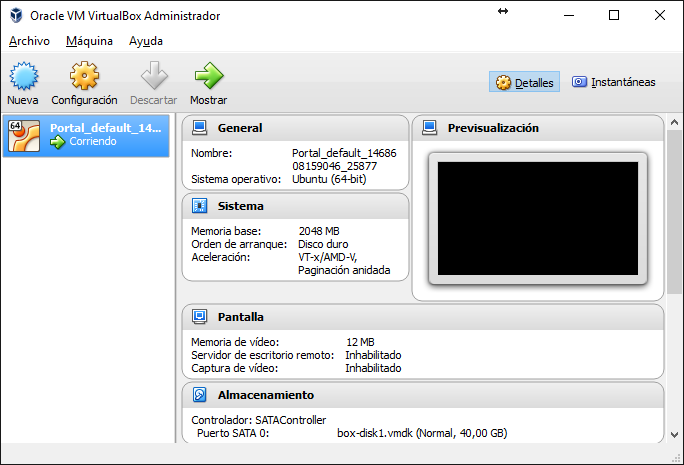 Oracle VM VirtualBox Administrador
Archivo Máquina Ayuda
Nueva Configuración Descartar Mostrar
Detalles Instantáneas
64
Portal_default_14...
Corriendo
General
Nombre: Portal_default_14686
08159046_25877
Sistema operativo: Ubuntu (64-bit)
Previsualización
Sistema
Memoria base: 2048 MB
Orden de arranque: Disco duro
Aceleración: VT-x/AMD-V,
Paginación anidada
Pantalla
Memoria de vídeo: 12 MB
Servidor de escritorio remoto: Inhabilitado
Captura de vídeo: Inhabilitado
Almacenamiento
Controlador: SATAController
Puerto SATA 0: box-disk1.vmdk (Normal, 40,00 GB)